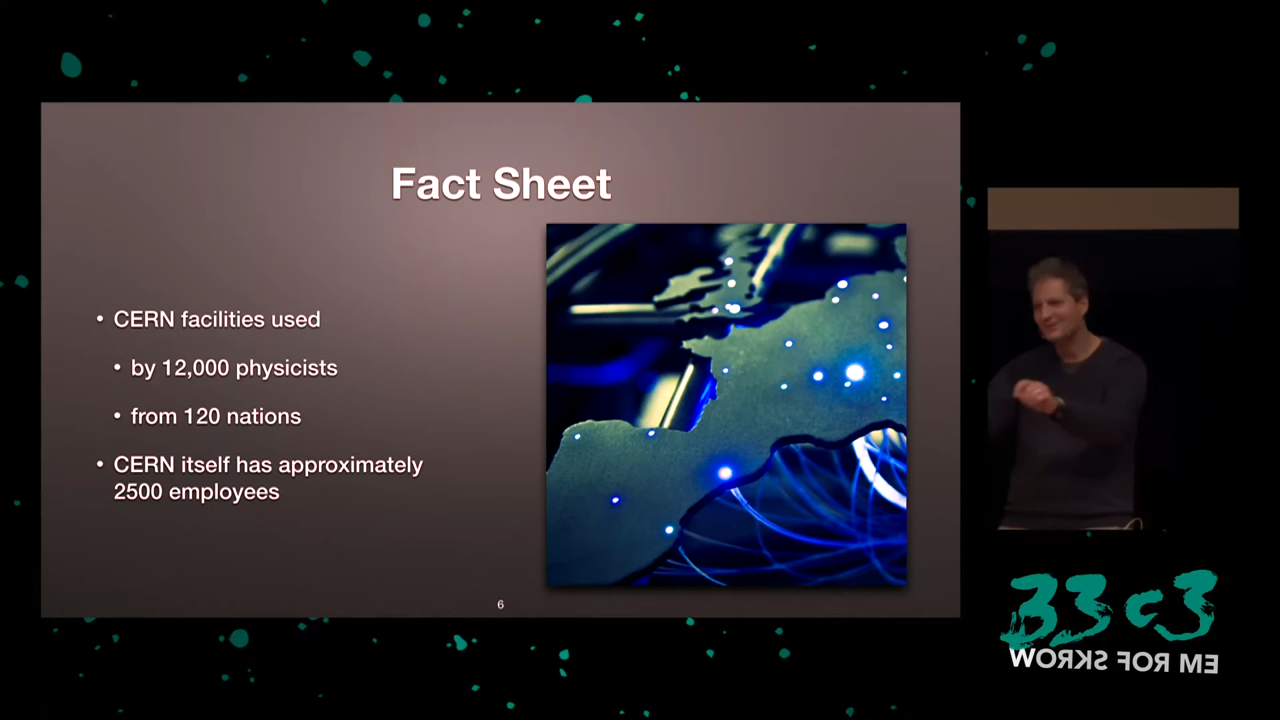 Fact Sheet
• CERN facilities used
• by 12,000 physicists
• from 120 nations
• CERN itself has approximately
2500 employees
6
33c3
WORKS FOR ME